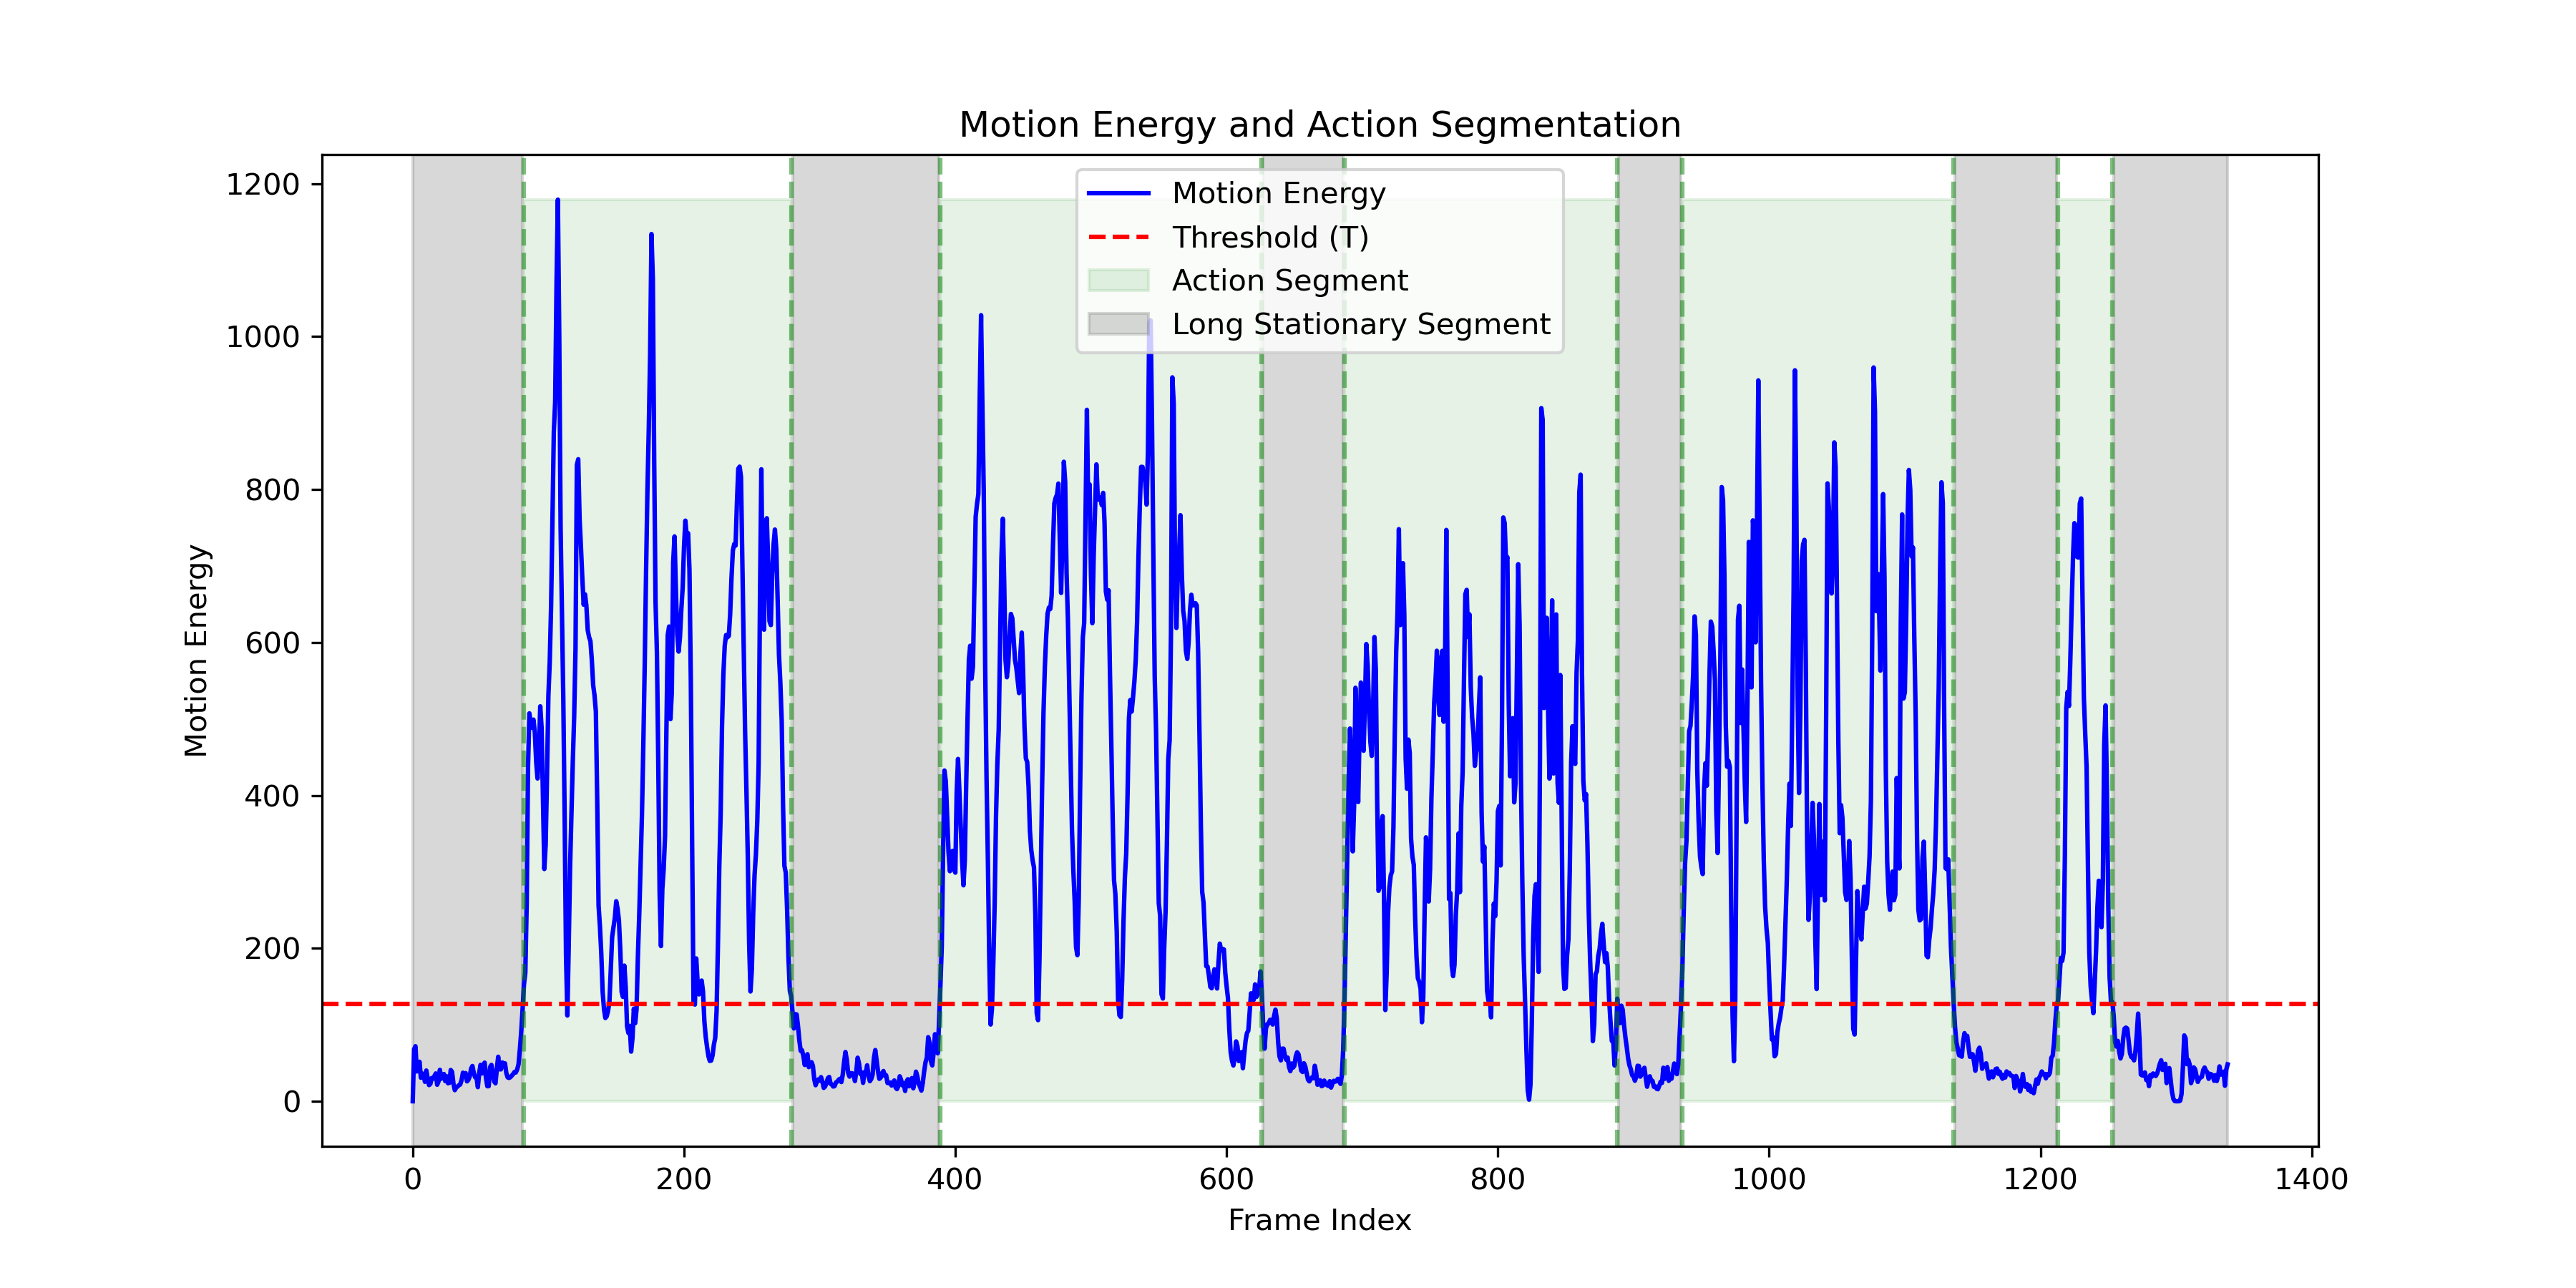 Motion Energy and Action Segmentation
Motion Energy
Threshold (T)
Action Segment
Long Stationary Segment
1200
1000
800
600
400
200
0
Motion Energy
0 200 400 600 800 1000 1200 1400
Frame Index